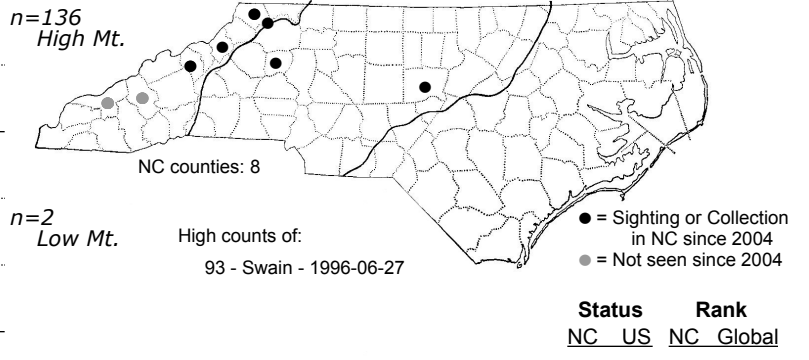 n=136
High Mt.
NC counties: 8
n=2
Low Mt.
High counts of:
93 - Swain - 1996-06-27
= Sighting or Collection
in NC since 2004
= Not seen since 2004
Status Rank
NC US NC Global